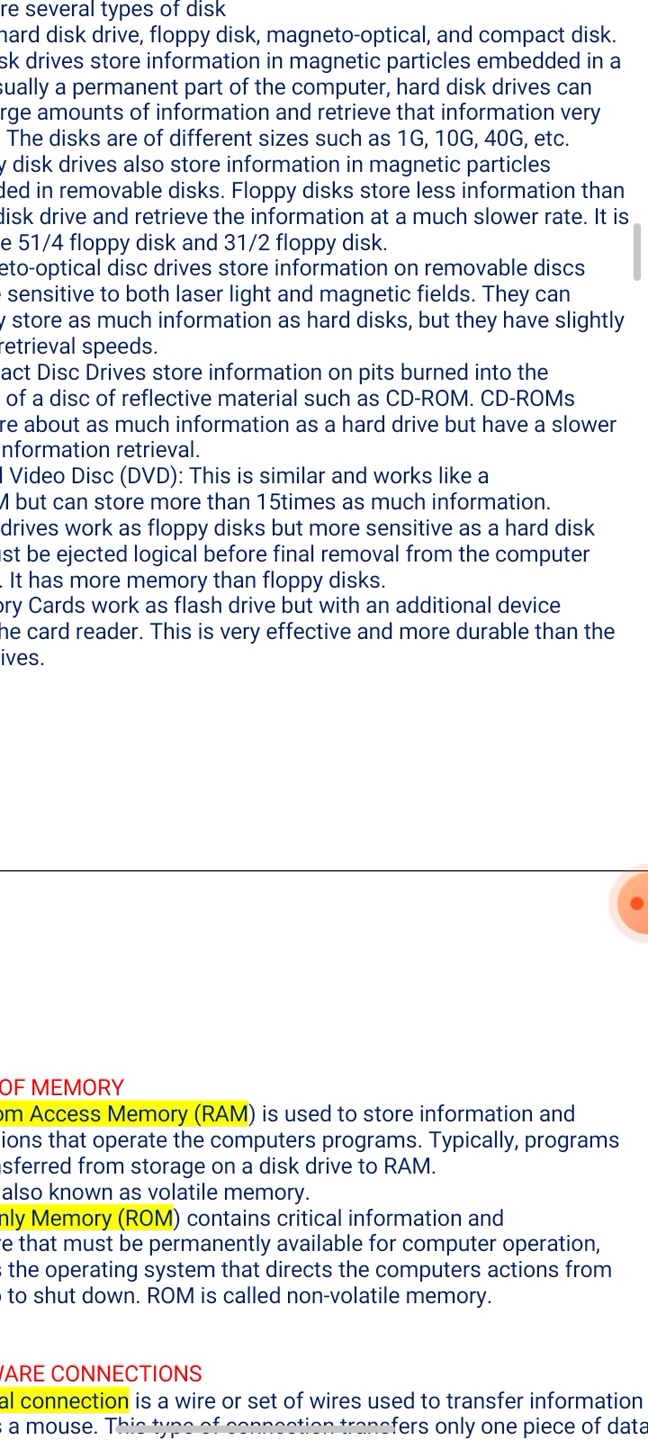 re several types of disk
hard disk drive, floppy disk, magneto-optical, and compact disk.
sk drives store information in magnetic particles embedded in a
sually a permanent part of the computer, hard disk drives can
rge amounts of information and retrieve that information very
. The disks are of different sizes such as 1G, 10G, 40G, etc.
y disk drives also store information in magnetic particles
ded in removable disks. Floppy disks store less information than
disk drive and retrieve the information at a much slower rate. It is
e 51/4 floppy disk and 31/2 floppy disk.
eto-optical disc drives store information on removable discs
e sensitive to both laser light and magnetic fields. They can
y store as much information as hard disks, but they have slightly
retrieval speeds.
act Disc Drives store information on pits burned into the
of a disc of reflective material such as CD-ROM. CD-ROMs
re about as much information as a hard drive but have a slower
nformation retrieval.
l Video Disc (DVD): This is similar and works like a
M but can store more than 15times as much information.
drives work as floppy disks but more sensitive as a hard disk
ust be ejected logical before final removal from the computer
. It has more memory than floppy disks.
ory Cards work as flash drive but with an additional device
he card reader. This is very effective and more durable than the
ives.
OF MEMORY
om Access Memory (RAM) is used to store information and
ions that operate the computers programs. Typically, programs
nsferred from storage on a disk drive to RAM.
also known as volatile memory.
nly Memory (ROM) contains critical information and
re that must be permanently available for computer operation,
s the operating system that directs the computers actions from
o to shut down. ROM is called non-volatile memory.
WARE CONNECTIONS
al connection is a wire or set of wires used to transfer information
s a mouse. This type of connection transfers only one piece of data